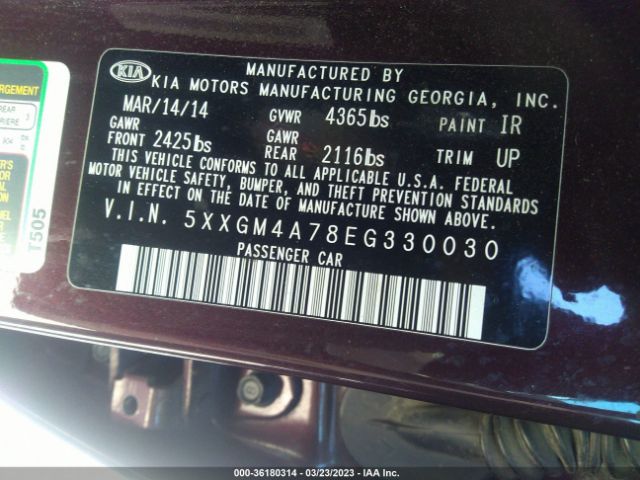 KIA
MANUFACTURED BY
KIA MOTORS MANUFACTURING GEORGIA, INC.
MAR/14/14 GVWR 4365lbs PAINT IR
GAWR GAWR
FRONT 2425lbs REAR 2116lbs TRIM UP
THIS VEHICLE CONFORMS TO ALL APPLICABLE U.S.A. FEDERAL
MOTOR VEHICLE SAFETY, BUMPER, AND THEFT PREVENTION STANDARDS
IN EFFECT ON THE DATE OF MANUFACTURE SHOWN ABOVE.
V.I.N. 5XXGM4A78EG330030
PASSENGER CAR
REAR
T505
000-36180314 - 03/23/2023 - IAA Inc.